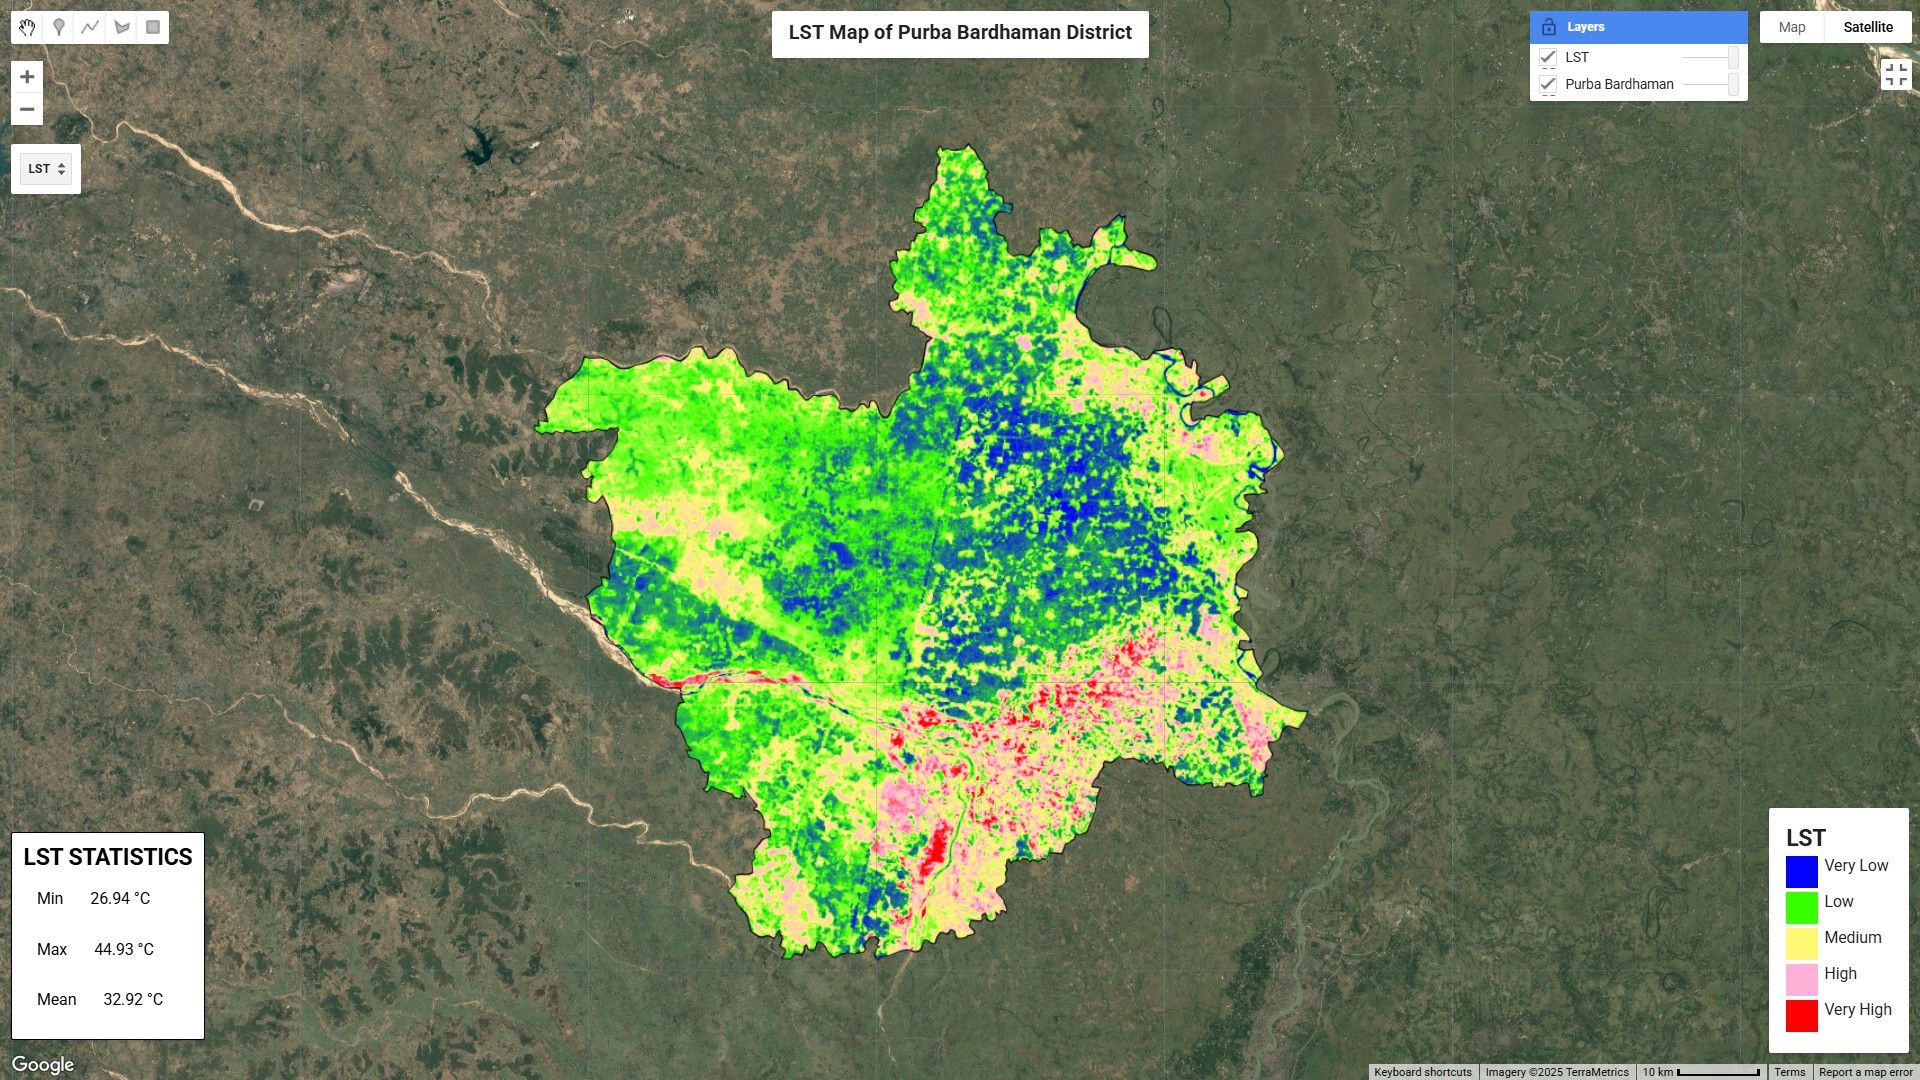 LST Map of Purba Bardhaman District
Layers
LST
Purba Bardhaman
Map
Satellite
+
−
LST
LST STATISTICS
Min 26.94 °C
Max 44.93 °C
Mean 32.92 °C
LST
Very Low
Low
Medium
High
Very High
Google
Keyboard shortcuts
Imagery ©2025 TerraMetrics
10 km
Terms
Report a map error